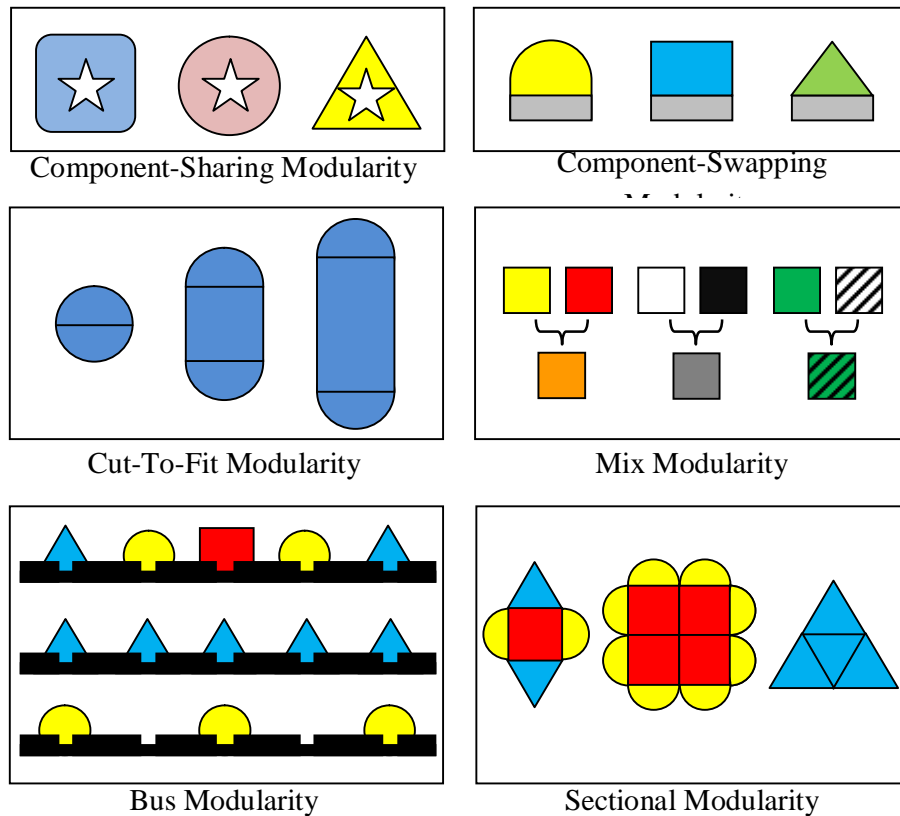 Component-Sharing Modularity
Component-Swapping
Cut-To-Fit Modularity
Mix Modularity
Bus Modularity
Sectional Modularity